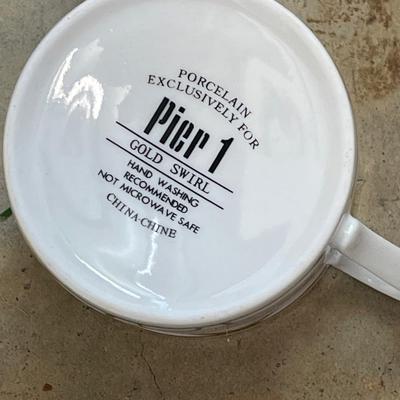 PORCELAIN
EXCLUSIVELY FOR
Pier 1
GOLD SWIRL
HAND WASHING
RECOMMENDED
NOT MICROWAVE SAFE
CHINA·CHINE